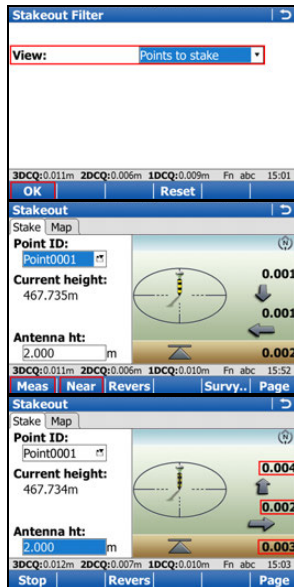 Stakeout Filter
View: Points to stake
3DCQ:0.011m 2DCQ:0.006m 1DCQ:0.009m Fn abc 15:01
OK Reset
Stakeout
Stake Map
Point ID:
Point0001
N
Current height:
467.735m
0.001
0.001
Antenna ht:
2.000 m
0.002
3DCQ:0.011m 2DCQ:0.006m 1DCQ:0.010m Fn abc 15:52
Meas Near Revers Survy.. Page
Stakeout
Stake Map
Point ID:
Point0001
N
Current height:
467.734m
0.004
0.002
Antenna ht:
2.000 m
0.003
3DCQ:0.012m 2DCQ:0.007m 1DCQ:0.010m Fn abc 15:03
Stop Revers Page